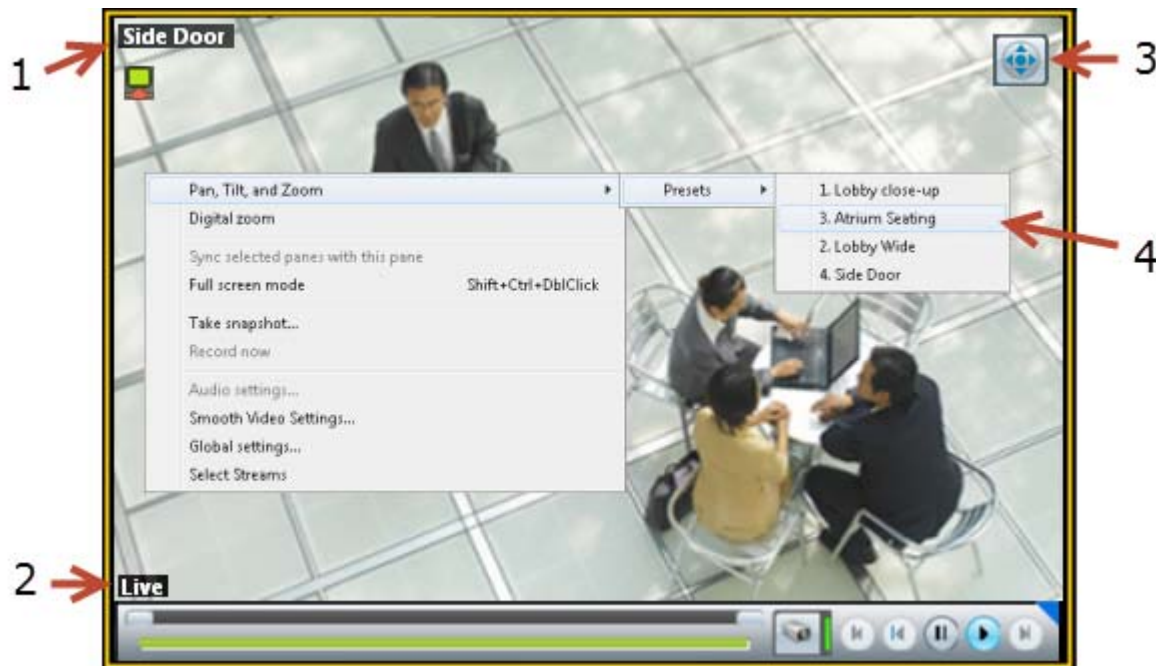 1
Side Door
3
Pan, Tilt, and Zoom
Presets
1. Lobby close-up
Digital zoom
3. Atrium Seating
Sync selected panes with this pane
2. Lobby Wide
4
Full screen mode Shift+Ctrl+DblClick
4. Side Door
Take snapshot...
Record now
Audio settings...
Smooth Video Settings...
Global settings...
Select Streams
2
Live